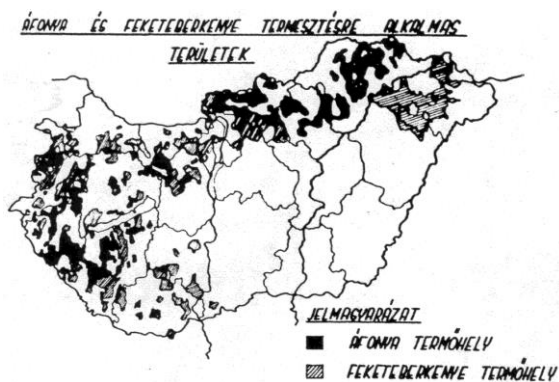 ÁFONYA ÉS FEKETEBERKENYE TERMESZTÉSRE ALKALMAS
TERÜLETEK
JELMAGYARÁZAT
ÁFONYA TERMŐHELY
FEKETEBERKENYE TERMŐHELY